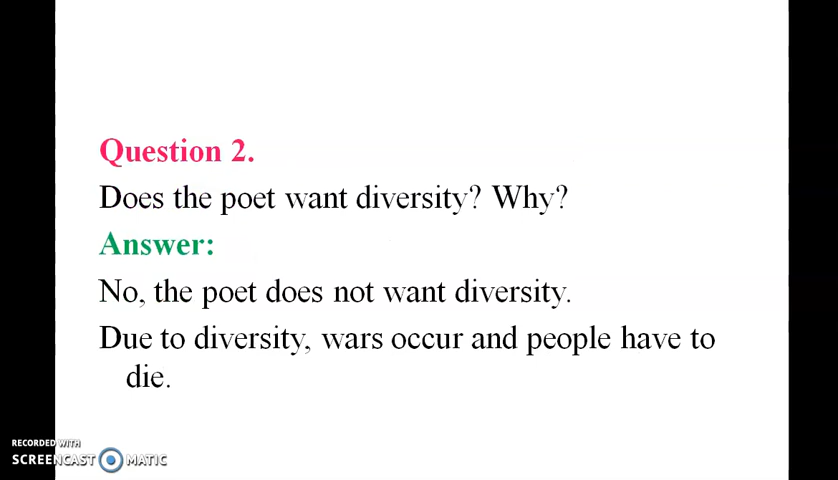 Question 2.
Does the poet want diversity? Why?
Answer:
No, the poet does not want diversity.
Due to diversity, wars occur and people have to
die.
RECORDED WITH
SCREENCAST MATIC